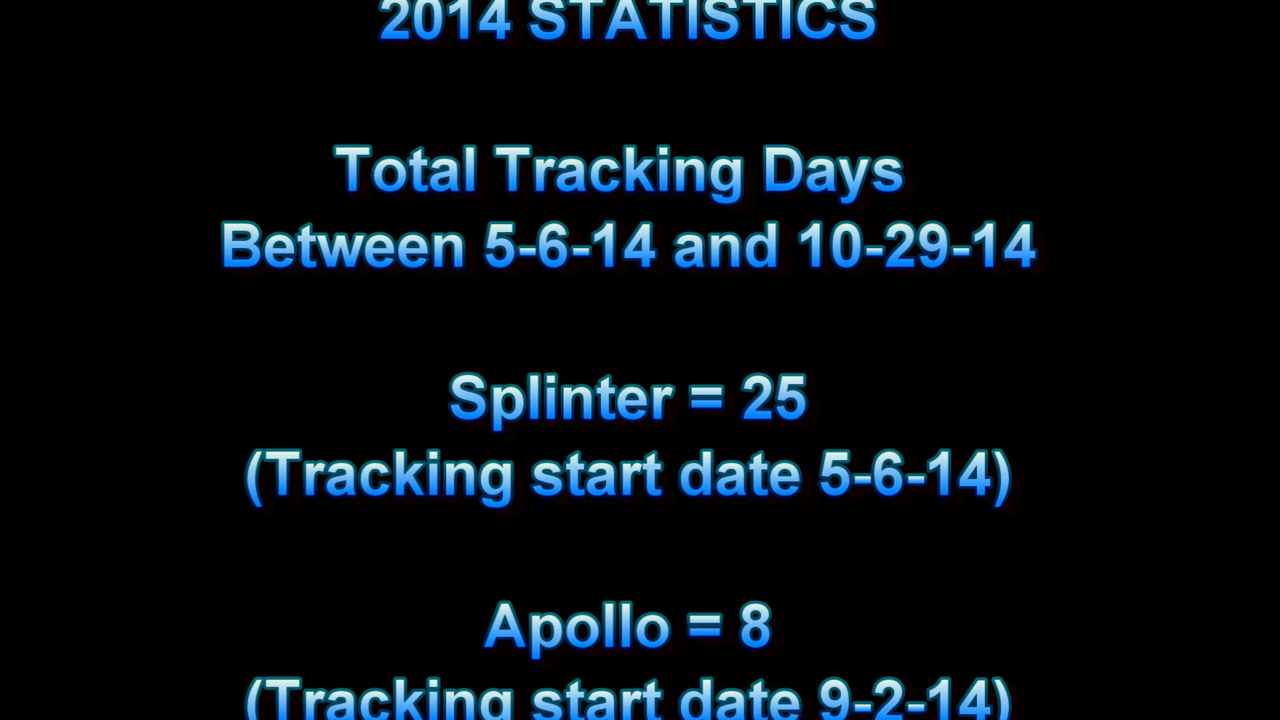 2014 STATISTICS
Total Tracking Days
Between 5-6-14 and 10-29-14
Splinter = 25
(Tracking start date 5-6-14)
Apollo = 8
(Tracking start date 9-2-14)